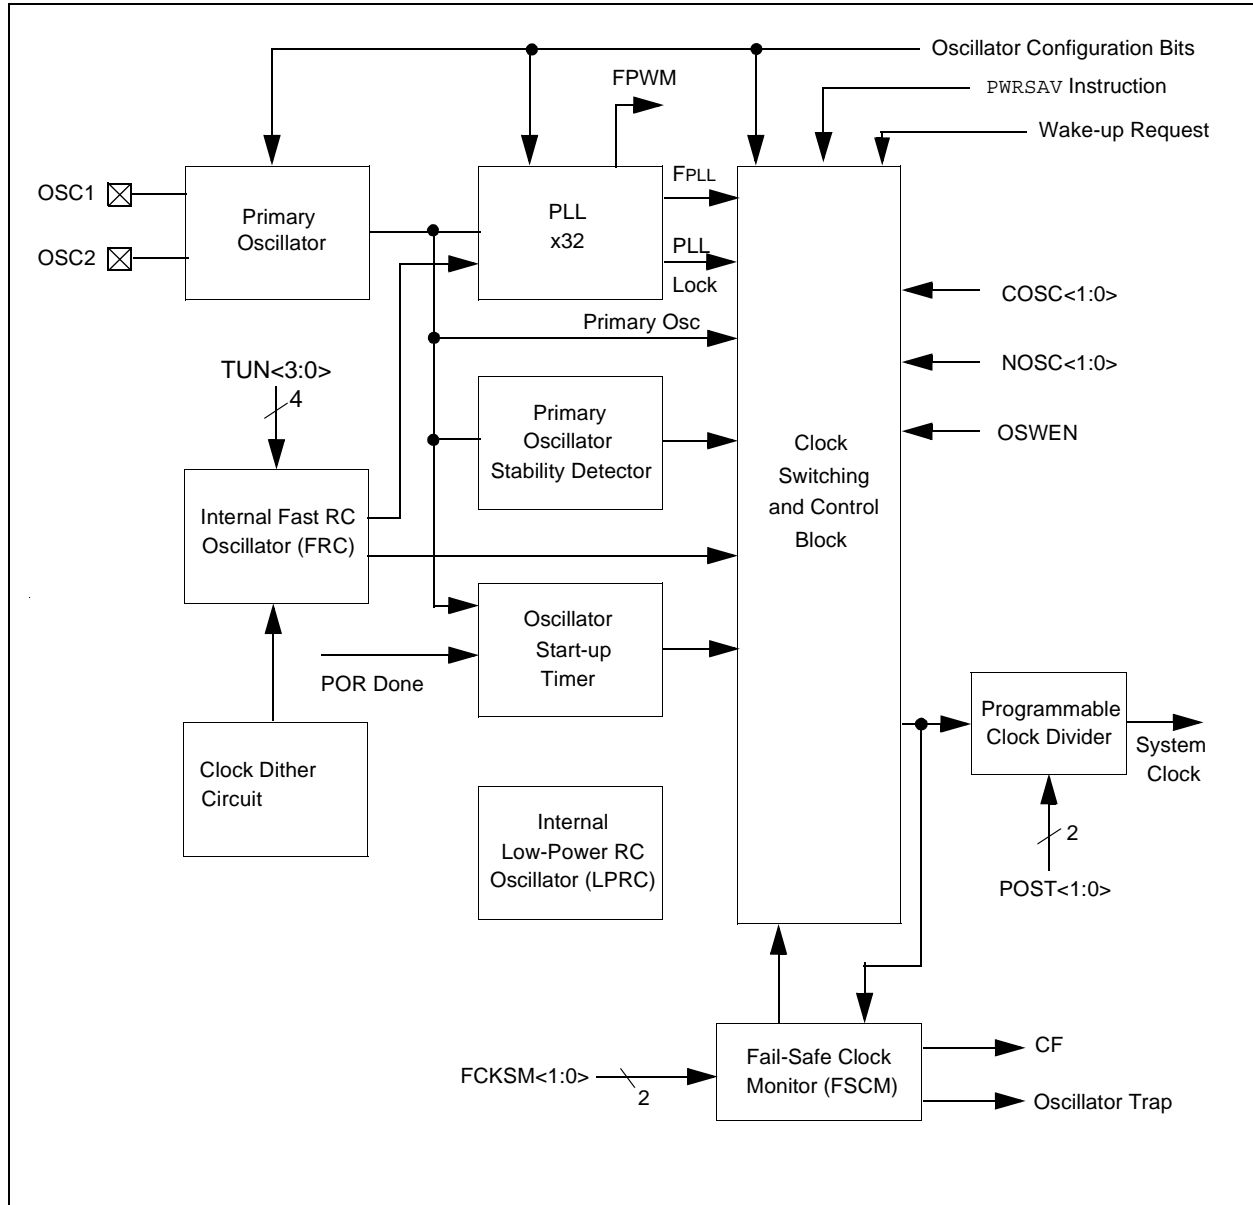 Oscillator Configuration Bits
FPWM
PWRSAV Instruction
Wake-up Request
OSC1
OSC2
Primary
Oscillator
PLL
x32
FPLL
PLL
Lock
Primary Osc
COSC<1:0>
NOSC<1:0>
OSWEN
TUN<3:0>
4
Primary
Oscillator
Stability Detector
Clock
Switching
and Control
Block
Internal Fast RC
Oscillator (FRC)
Oscillator
Start-up
Timer
POR Done
Clock Dither
Circuit
Programmable
Clock Divider
System
Clock
2
POST<1:0>
Internal
Low-Power RC
Oscillator (LPRC)
FCKSM<1:0>
2
Fail-Safe Clock
Monitor (FSCM)
CF
Oscillator Trap